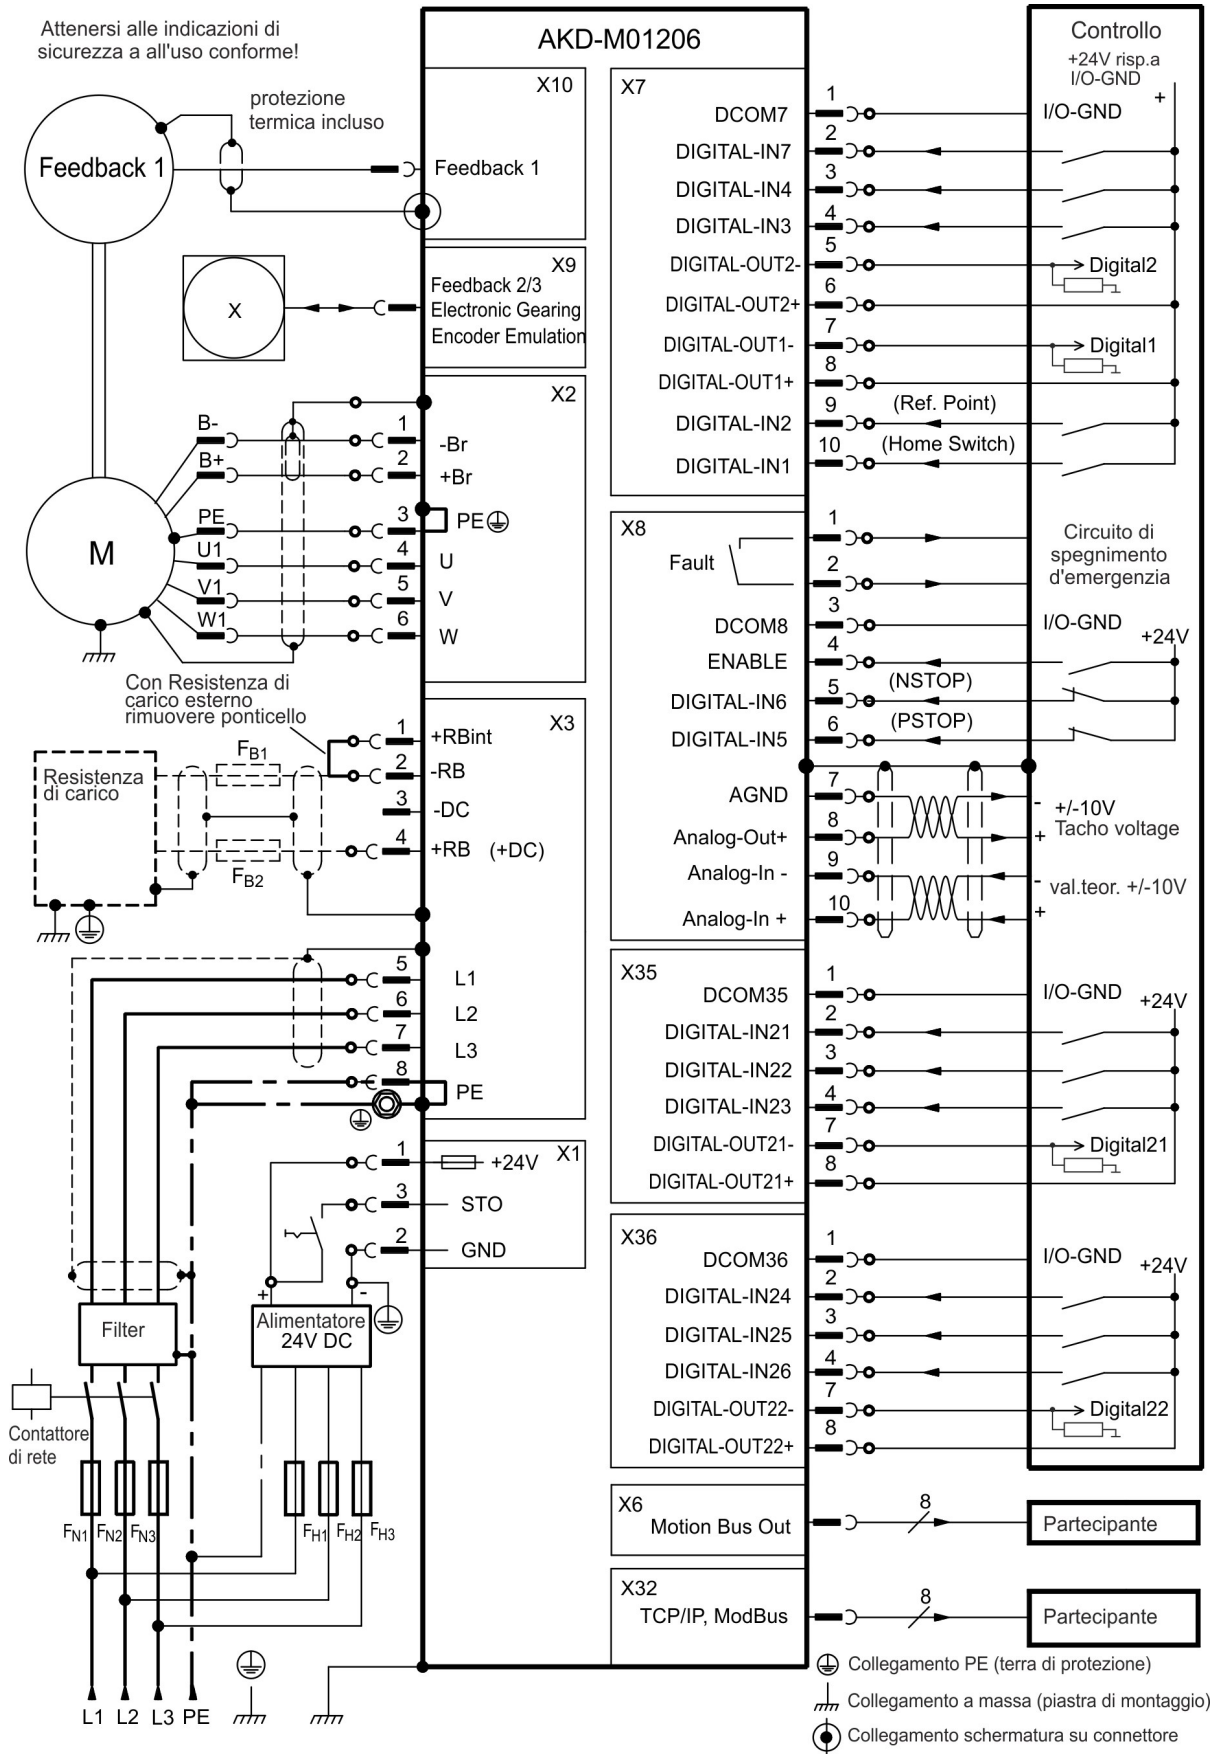 Attenersi alle indicazioni di
sicurezza a all'uso conforme!
AKD-M01206
Feedback 1
protezione
termica incluso
X10
Feedback 1
X
X9
Feedback 2/3
Electronic Gearing
Encoder Emulation
M
B-
B+
PE
U1
V1
W1
X2
1
-Br
2
+Br
3
PE
4
U
5
V
6
W
Con Resistenza di
carico esterno
rimuovere ponticello
Resistenza
di carico
FB1
FB2
X3
1
+RBint
2
-RB
3
-DC
4
+RB (+DC)
5
L1
6
L2
7
L3
8
PE
X1
1
+24V
3
STO
2
GND
+
-
Alimentatore
24V DC
Filter
Contattore
di rete
FN1
FN2
FN3
FH1
FH2
FH3
L1
L2
L3
PE
X7
1
DCOM7
2
DIGITAL-IN7
3
DIGITAL-IN4
4
DIGITAL-IN3
5
DIGITAL-OUT2-
6
DIGITAL-OUT2+
7
DIGITAL-OUT1-
8
DIGITAL-OUT1+
9
DIGITAL-IN2
(Ref. Point)
10
DIGITAL-IN1
(Home Switch)
Controllo
+24V risp.a
I/O-GND
+
I/O-GND
Digital2
Digital1
X8
Fault
1
2
3
DCOM8
4
ENABLE
5
DIGITAL-IN6
(NSTOP)
6
DIGITAL-IN5
(PSTOP)
7
AGND
8
Analog-Out+
9
Analog-In -
10
Analog-In +
Circuito di
spegnimento
d'emergenzia
I/O-GND
+24V
-
+/-10V
Tacho voltage
+
-
val.teor. +/-10V
+
X35
1
DCOM35
2
DIGITAL-IN21
3
DIGITAL-IN22
4
DIGITAL-IN23
7
DIGITAL-OUT21-
8
DIGITAL-OUT21+
I/O-GND
+24V
Digital21
X36
1
DCOM36
2
DIGITAL-IN24
3
DIGITAL-IN25
4
DIGITAL-IN26
7
DIGITAL-OUT22-
8
DIGITAL-OUT22+
I/O-GND
+24V
Digital22
X6
Motion Bus Out
8
Partecipante
X32
TCP/IP, ModBus
8
Partecipante
Collegamento PE (terra di protezione)
Collegamento a massa (piastra di montaggio)
Collegamento schermatura su connettore